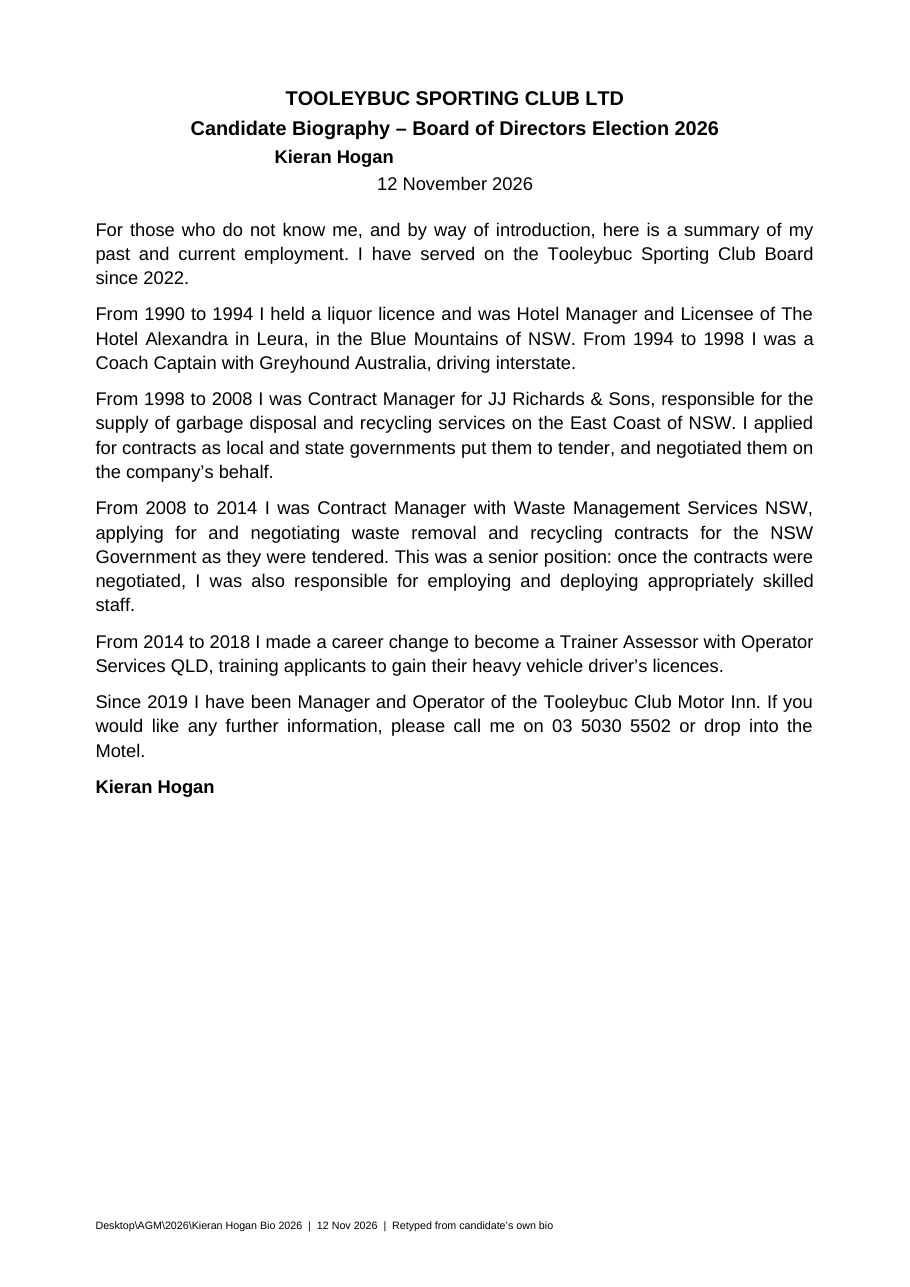 TOOLEYBUC SPORTING CLUB LTD
Candidate Biography – Board of Directors Election 2026
Kieran Hogan
12 November 2026
For those who do not know me, and by way of introduction, here is a summary of my
past and current employment. I have served on the Tooleybuc Sporting Club Board
since 2022.
From 1990 to 1994 I held a liquor licence and was Hotel Manager and Licensee of The
Hotel Alexandra in Leura, in the Blue Mountains of NSW. From 1994 to 1998 I was a
Coach Captain with Greyhound Australia, driving interstate.
From 1998 to 2008 I was Contract Manager for JJ Richards & Sons, responsible for the
supply of garbage disposal and recycling services on the East Coast of NSW. I applied
for contracts as local and state governments put them to tender, and negotiated them on
the company’s behalf.
From 2008 to 2014 I was Contract Manager with Waste Management Services NSW,
applying for and negotiating waste removal and recycling contracts for the NSW
Government as they were tendered. This was a senior position: once the contracts were
negotiated, I was also responsible for employing and deploying appropriately skilled
staff.
From 2014 to 2018 I made a career change to become a Trainer Assessor with Operator
Services QLD, training applicants to gain their heavy vehicle driver’s licences.
Since 2019 I have been Manager and Operator of the Tooleybuc Club Motor Inn. If you
would like any further information, please call me on 03 5030 5502 or drop into the
Motel.
Kieran Hogan
Desktop\AGM\2026\Kieran Hogan Bio 2026 | 12 Nov 2026 | Retyped from candidate’s own bio